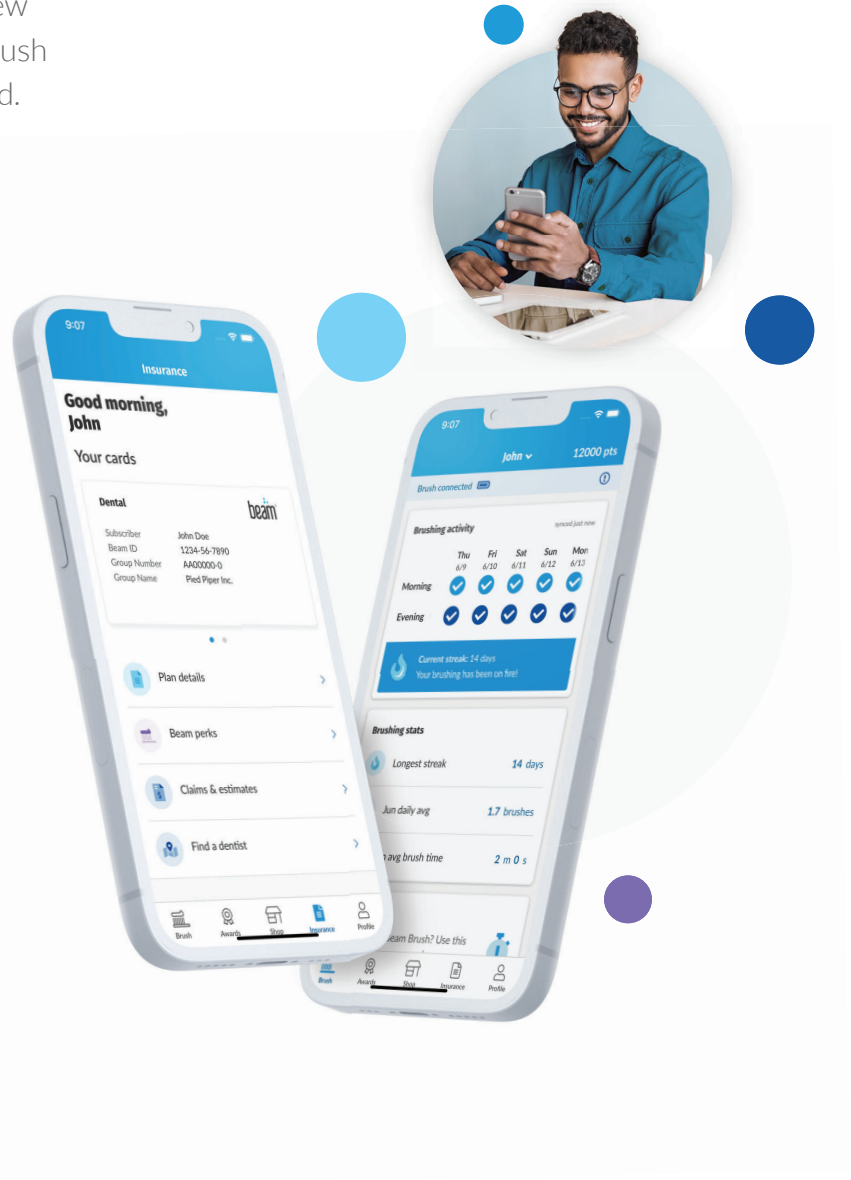 ew
ush
d.
9:07
Insurance
Good morning,
John
Your cards
Dental
beam
Subscriber John Doe
Beam ID 1234-56-7890
Group Number AA00000-0
Group Name Pied Piper Inc.
Plan details
Beam perks
Claims & estimates
Find a dentist
Brush Awards Shop Insurance Profile
9:07
John 12000 pts
Brush connected
Brushing activity synced just now
Thu Fri Sat Sun Mon
6/9 6/10 6/11 6/12 6/13
Morning
Evening
Current streak: 14 days
Your brushing has been on fire!
Brushing stats
Longest streak 14 days
Jun daily avg 1.7 brushes
avg brush time 2 m 0 s
eam Brush? Use this
Brush Awards Shop Insurance Profile